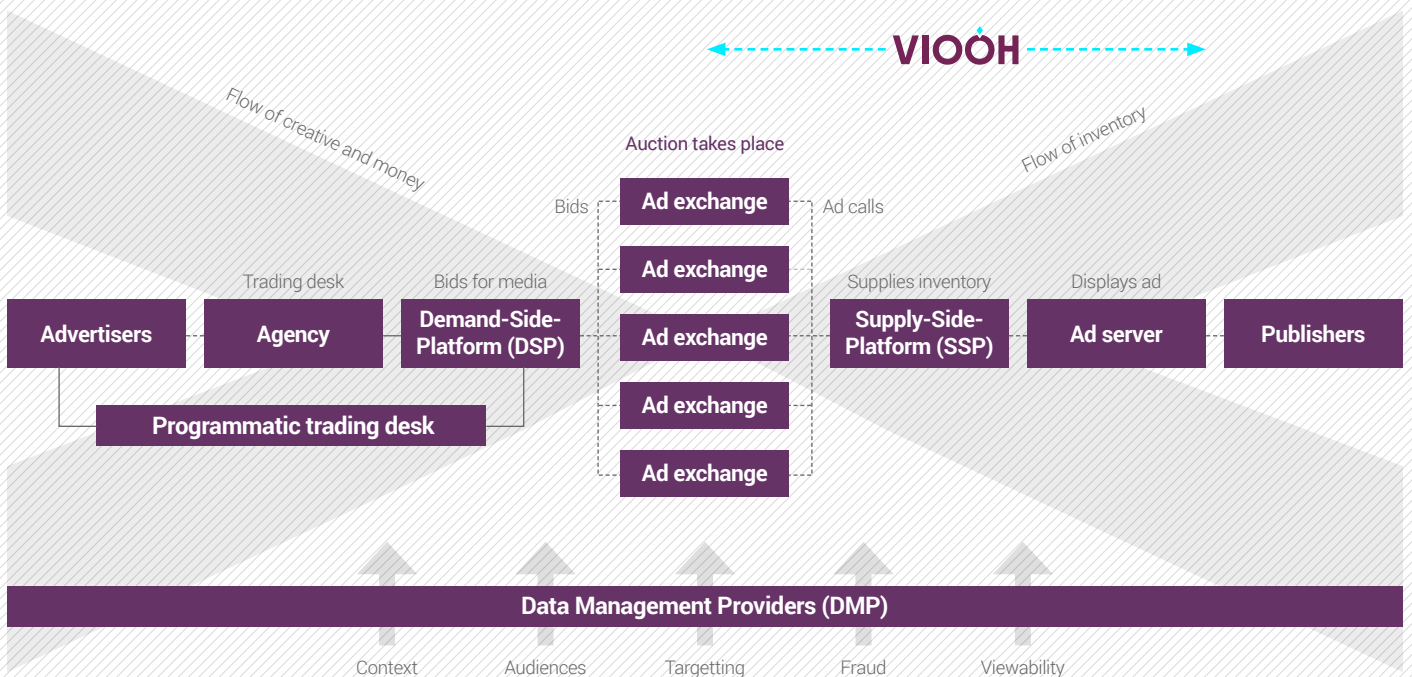 VIOOH
Flow of creative and money
Flow of inventory
Auction takes place
Bids
Ad exchange
Ad calls
Ad exchange
Ad exchange
Ad exchange
Ad exchange
Trading desk
Bids for media
Supplies inventory
Displays ad
Advertisers
Agency
Demand-Side-
Platform (DSP)
Supply-Side-
Platform (SSP)
Ad server
Publishers
Programmatic trading desk
Data Management Providers (DMP)
Context
Audiences
Targetting
Fraud
Viewability